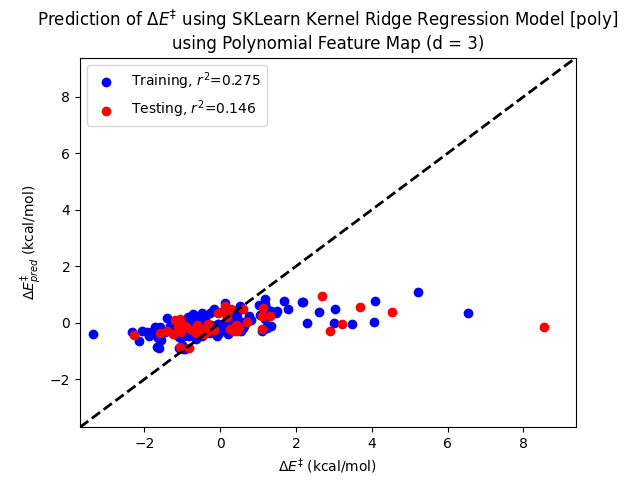 Prediction of ΔE‡ using SKLearn Kernel Ridge Regression Model [poly]
using Polynomial Feature Map (d = 3)
Training, r²=0.275
Testing, r²=0.146
8
6
4
2
0
−2
ΔE‡pred (kcal/mol)
−2 0 2 4 6 8
ΔE‡ (kcal/mol)